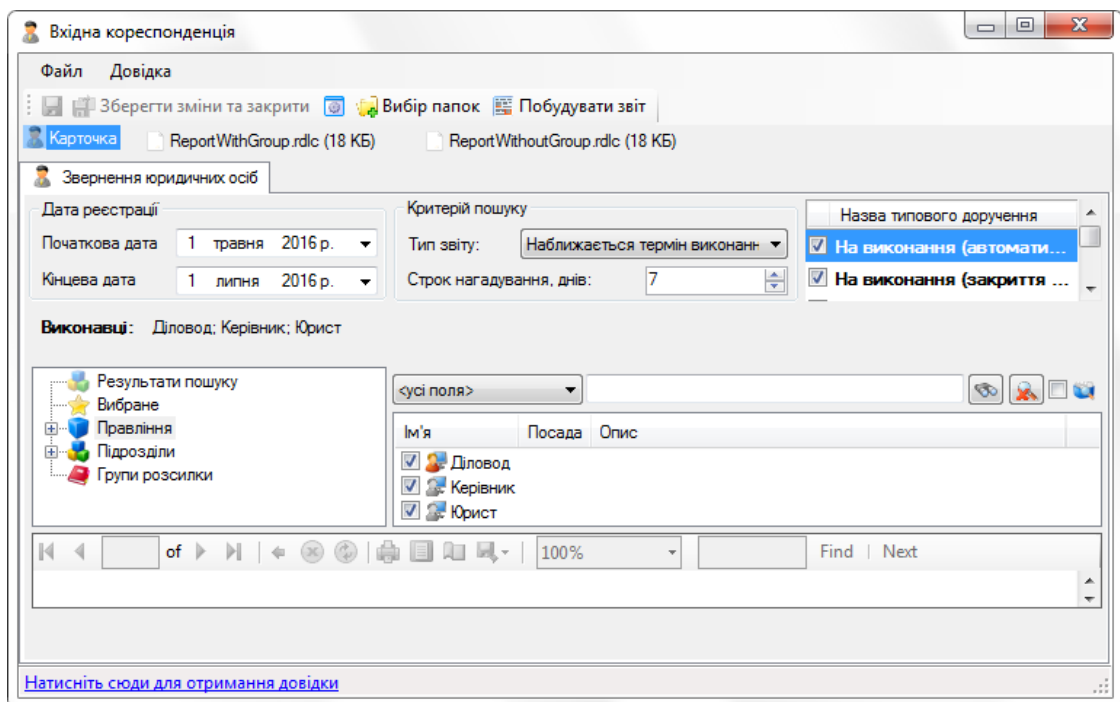 Вхідна кореспонденція
Файл Довідка
Зберегти зміни та закрити Вибір папок Побудувати звіт
Карточка ReportWithGroup.rdlc (18 КБ) ReportWithoutGroup.rdlc (18 КБ)
Звернення юридичних осіб
Дата реєстрації Критерій пошуку Назва типового доручення
Початкова дата 1 травня 2016 р. Тип звіту: Наближається термін виконанн На виконання (автомати...
Кінцева дата 1 липня 2016 р. Строк нагадування, днів: 7 На виконання (закриття ...
Виконавці: Діловод; Керівник; Юрист
Результати пошуку
Вибране
Правління
Підрозділи
Групи розсилки
<усі поля>
Ім'я Посада Опис
Діловод
Керівник
Юрист
of 100% Find | Next
Натисніть сюди для отримання довідки